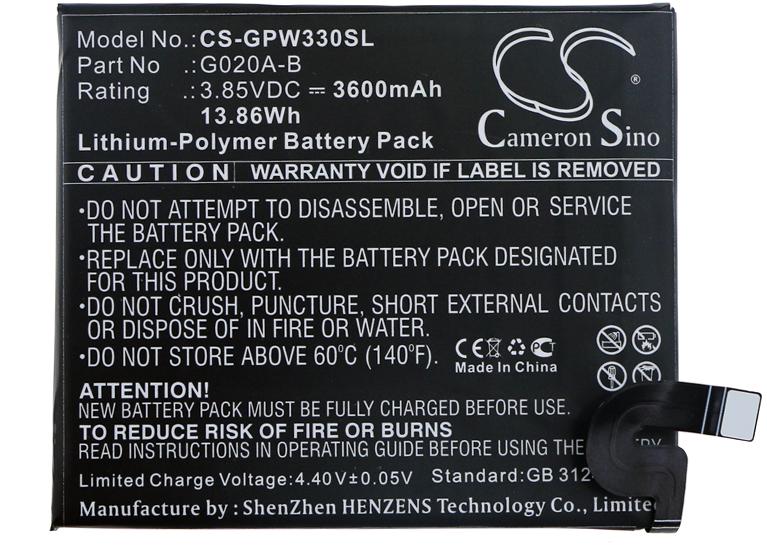 Model No.: CS-GPW330SL
Part No .: G020A-B
Rating .: 3.85VDC ⎓ 3600mAh
13.86Wh
Lithium-Polymer Battery Pack
CS
®
Cameron Sino
CAUTION WARRANTY VOID IF LABEL IS REMOVED
•DO NOT ATTEMPT TO DISASSEMBLE, OPEN OR SERVICE
THE BATTERY PACK.
•REPLACE ONLY WITH THE BATTERY PACK DESIGNATED
FOR THIS PRODUCT.
•DO NOT CRUSH, PUNCTURE, SHORT EXTERNAL CONTACTS
OR DISPOSE OF IN FIRE OR WATER.
•DO NOT STORE ABOVE 60°C (140°F).
CE
PCT
Made In China
ATTENTION!
NEW BATTERY PACK MUST BE FULLY CHARGED BEFORE USE,
TO REDUCE RISK OF FIRE OR BURNS
READ INSTRUCTIONS IN OPERATING MANUAL BEFORE
Limited Charge Voltage: 4.40V±0.05V Standard: GB 312
Manufacture by : ShenZhen HENZENS Technology Co., Limited